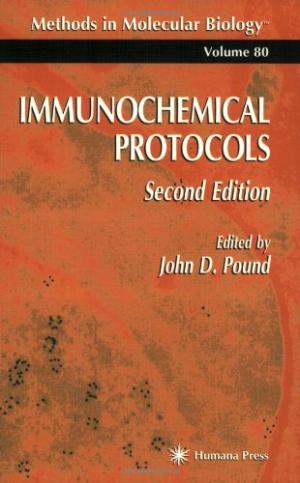 Methods in Molecular Biology™
Volume 80
IMMUNOCHEMICAL
PROTOCOLS
Second Edition
Edited by
John D. Pound
Humana Press